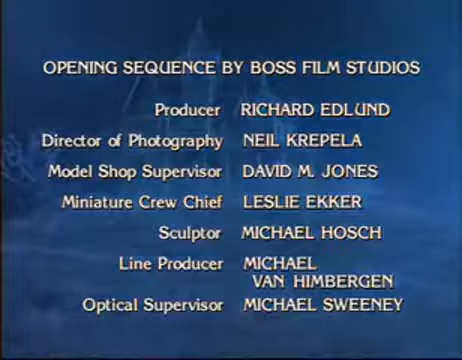 OPENING SEQUENCE BY BOSS FILM STUDIOS
Producer RICHARD EDLUND
Director of Photography NEIL KREPELA
Model Shop Supervisor DAVID M. JONES
Miniature Crew Chief LESLIE EKKER
Sculptor MICHAEL HOSCH
Line Producer MICHAEL
VAN HIMBERGEN
Optical Supervisor MICHAEL SWEENEY